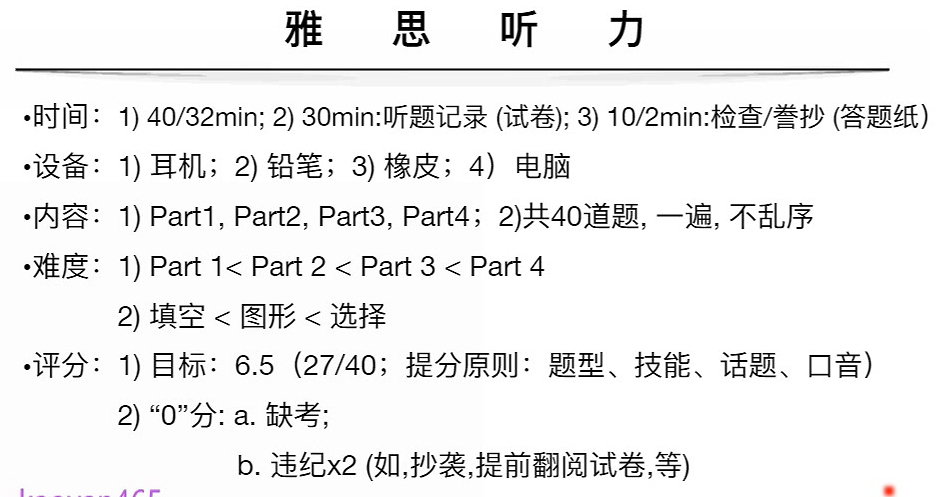 雅 思 听 力
•时间：1) 40/32min; 2) 30min:听题记录 (试卷); 3) 10/2min:检查/誊抄 (答题纸)
•设备：1) 耳机；2) 铅笔；3) 橡皮；4）电脑
•内容：1) Part1, Part2, Part3, Part4；2)共40道题, 一遍, 不乱序
•难度：1) Part 1< Part 2 < Part 3 < Part 4
2) 填空 < 图形 < 选择
•评分：1) 目标：6.5（27/40；提分原则：题型、技能、话题、口音）
2) “0”分: a. 缺考;
b. 违纪x2 (如,抄袭,提前翻阅试卷,等)